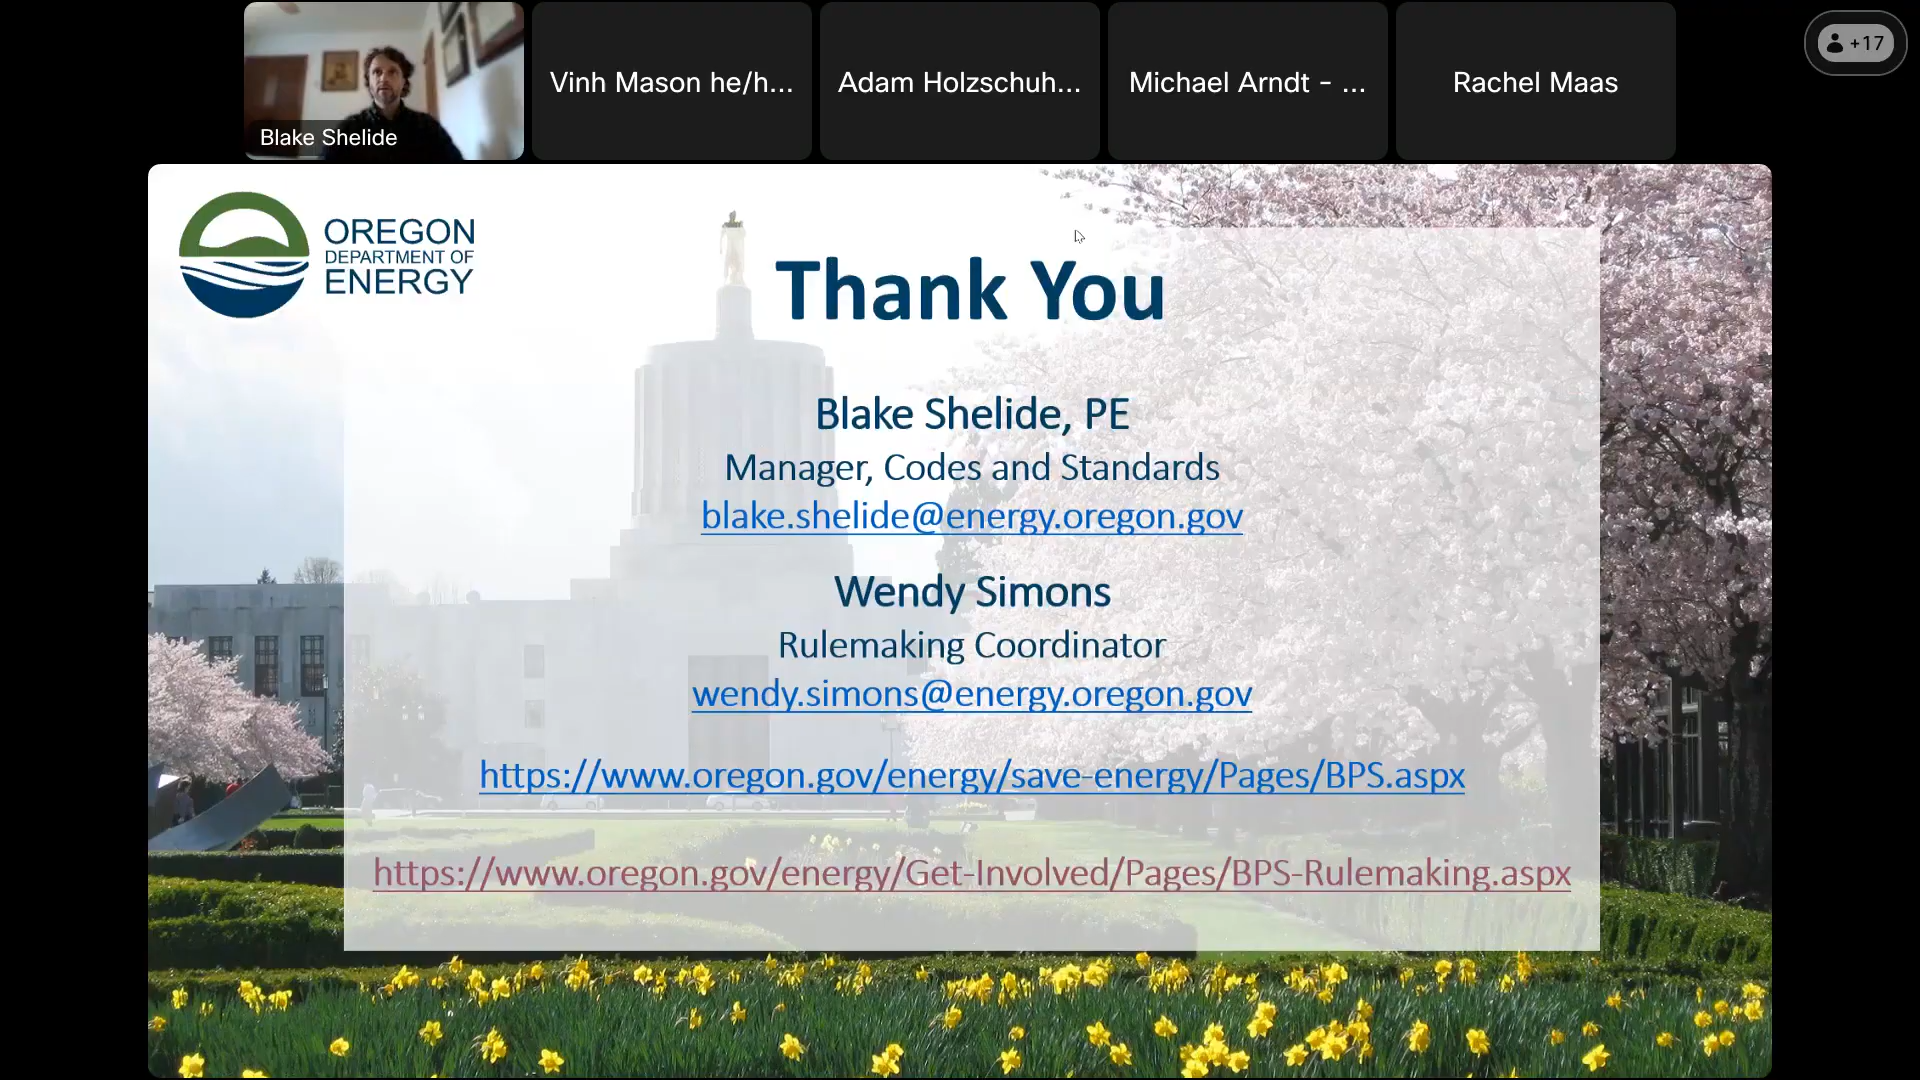 Blake Shelide
Vinh Mason he/h...
Adam Holzschuh...
Michael Arndt - ...
Rachel Maas
+17
OREGON
DEPARTMENT OF
ENERGY
Thank You
Blake Shelide, PE
Manager, Codes and Standards
blake.shelide@energy.oregon.gov
Wendy Simons
Rulemaking Coordinator
wendy.simons@energy.oregon.gov
https://www.oregon.gov/energy/save-energy/Pages/BPS.aspx
https://www.oregon.gov/energy/Get-Involved/Pages/BPS-Rulemaking.aspx